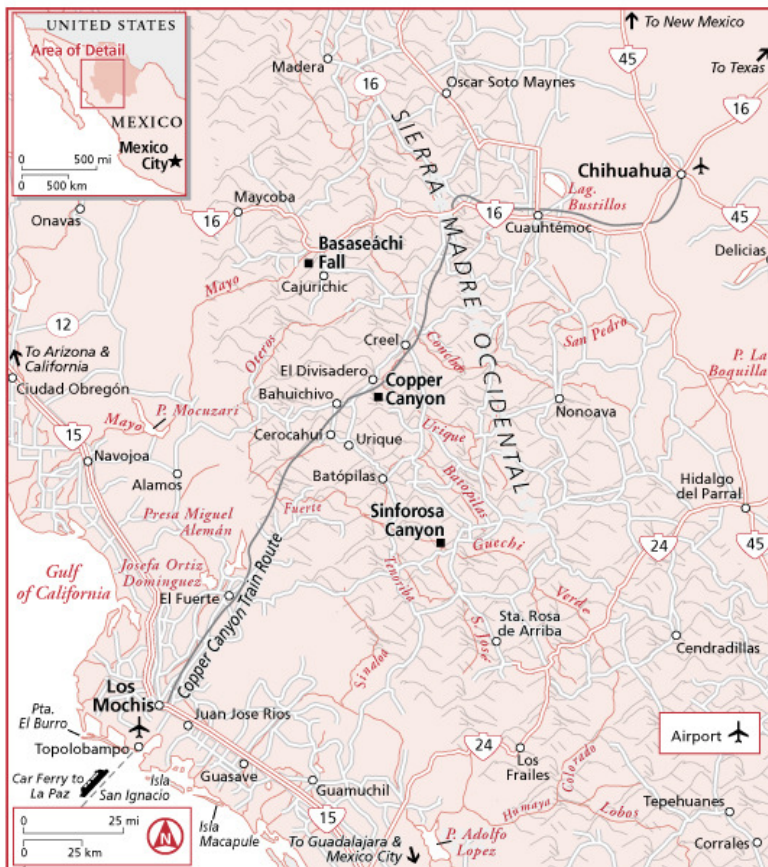 UNITED STATES
Area of Detail
MEXICO
Mexico
City
0 500 mi
0 500 km
To New Mexico
45
To Texas
16
Madera
16
Oscar Soto Maynes
SIERRA MADRE OCCIDENTAL
Chihuahua
Lag.
Bustillos
Maycoba
Onavas
16
16
Cuauhtémoc
45
Basaseáchi
Fall
Delicias
Mayo
Cajurichic
12
Oteros
San Pedro
To Arizona &
California
Creel
Conchos
P. La
Boquilla
El Divisadero
Ciudad Obregón
Copper
Canyon
Bahuichivo
Nonoava
Mayo
P. Mocuzari
15
Cerocahui
Urique
Urique
Navojoa
Alamos
Batópilas
Batopilas
Hidalgo
del Parral
Presa Miguel
Alemán
Fuerte
Sinforosa
Canyon
Guechi
24
45
Gulf
of California
Josefa Ortiz
Dominguez
Tenoriba
Verde
El Fuerte
Copper Canyon Train Route
S. José
Sta. Rosa
de Arriba
Cendradillas
Sinaloa
Los
Mochis
Pta.
El Burro
Juan Jose Rios
Topolobampo
24
Los
Frailes
Colorado
Airport
Car Ferry to
La Paz
Isla
San Ignacio
Guasave
Guamuchil
Humaya
Lobos
Tepehuanes
0 25 mi
0 25 km
N
Isla
Macapule
15
To Guadalajara &
Mexico City
P. Adolfo
Lopez
Corrales